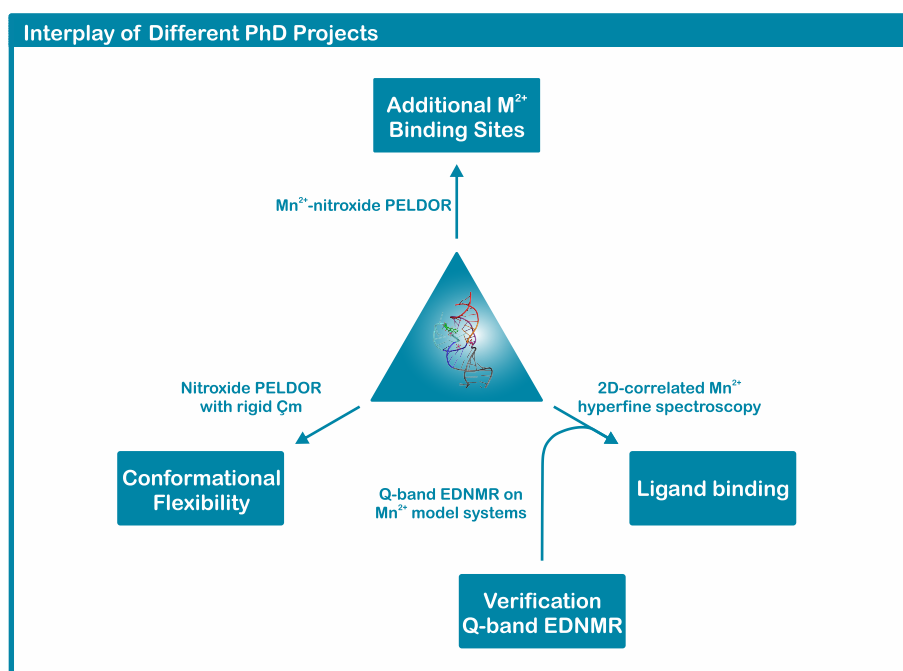 Interplay of Different PhD Projects
Additional M²⁺
Binding Sites
Mn²⁺-nitroxide PELDOR
Nitroxide PELDOR
with rigid Çm
2D-correlated Mn²⁺
hyperfine spectroscopy
Conformational
Flexibility
Ligand binding
Q-band EDNMR on
Mn²⁺ model systems
Verification
Q-band EDNMR